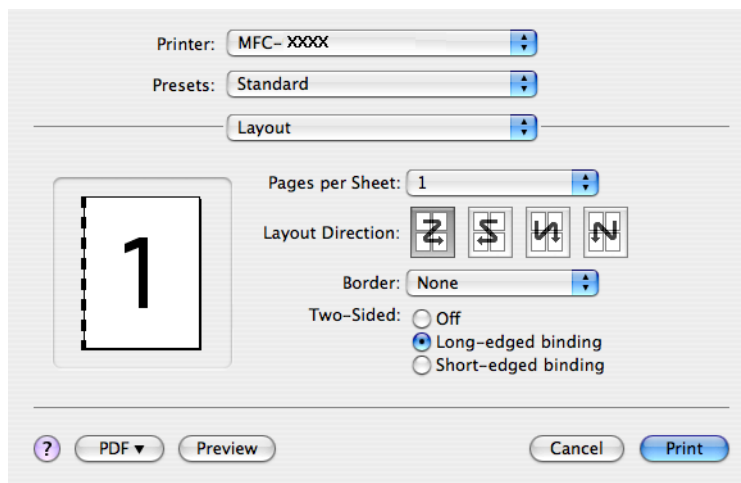 Printer: MFC- XXXX
Presets: Standard
Layout
Pages per Sheet: 1
1
Layout Direction:
Border: None
Two-Sided: Off
Long-edged binding
Short-edged binding
? PDF▼ Preview Cancel Print